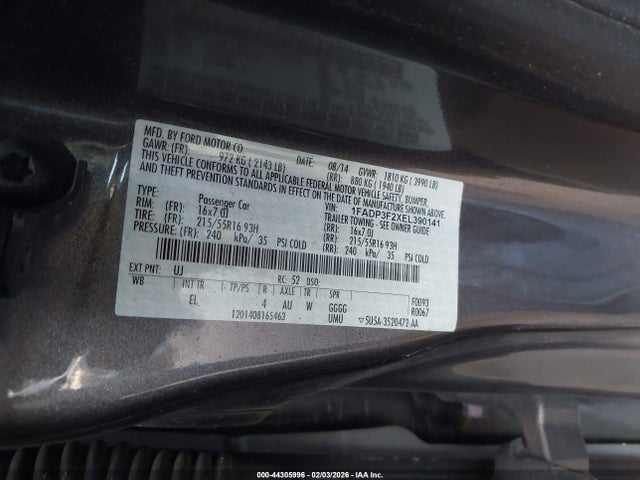 MFD. BY FORD MOTOR CO.
DATE: 08/14 GVWR: 1810 KG ( 3990 LB)
GAWR: (FR): 972 KG ( 2143 LB) (RR): 880 KG ( 1940 LB)
THIS VEHICLE CONFORMS TO ALL APPLICABLE FEDERAL MOTOR VEHICLE SAFETY, BUMPER,
AND THEFT PREVENTION STANDARDS IN EFFECT ON THE DATE OF MANUFACTURE SHOWN ABOVE.
VIN: 1FADP3F2XEL390141
TYPE: Passenger Car TRAILER TOWING - SEE OWNER GUIDE
RIM: (FR) 16x7.0J (RR): 16x7.0J
TIRE: (FR): 215/55R16 93H (RR): 215/55R16 93H
PRESSURE: (FR): 240 kPa/ 35 PSI COLD (RR): 240 kPa/ 35 PSI COLD
EXT PNT: UJ RC: 52 DSO:
WB INT TR TP/PS R AXLE TR SPR F0093
EL 4 AU W GGGG R0067
1201408165463 UMU ▽5U5A-3520472-AA
000-44305996 - 02/03/2026 - IAA Inc.